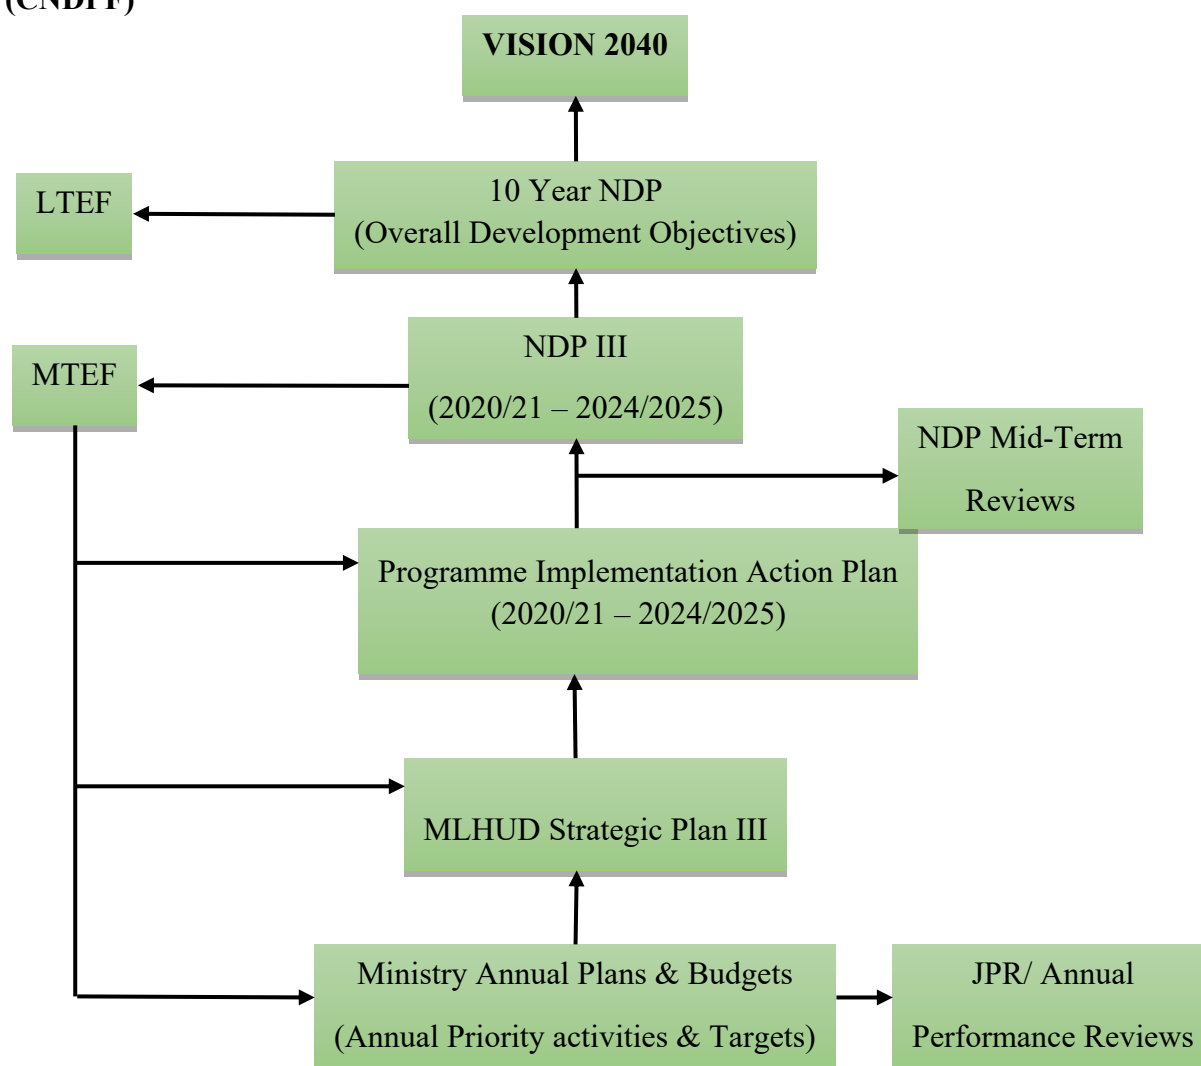 (CNDPF)
VISION 2040
10 Year NDP
(Overall Development Objectives)
LTEF
NDP III
(2020/21 – 2024/2025)
MTEF
NDP Mid-Term
Reviews
Programme Implementation Action Plan
(2020/21 – 2024/2025)
MLHUD Strategic Plan III
Ministry Annual Plans & Budgets
(Annual Priority activities & Targets)
JPR/ Annual
Performance Reviews